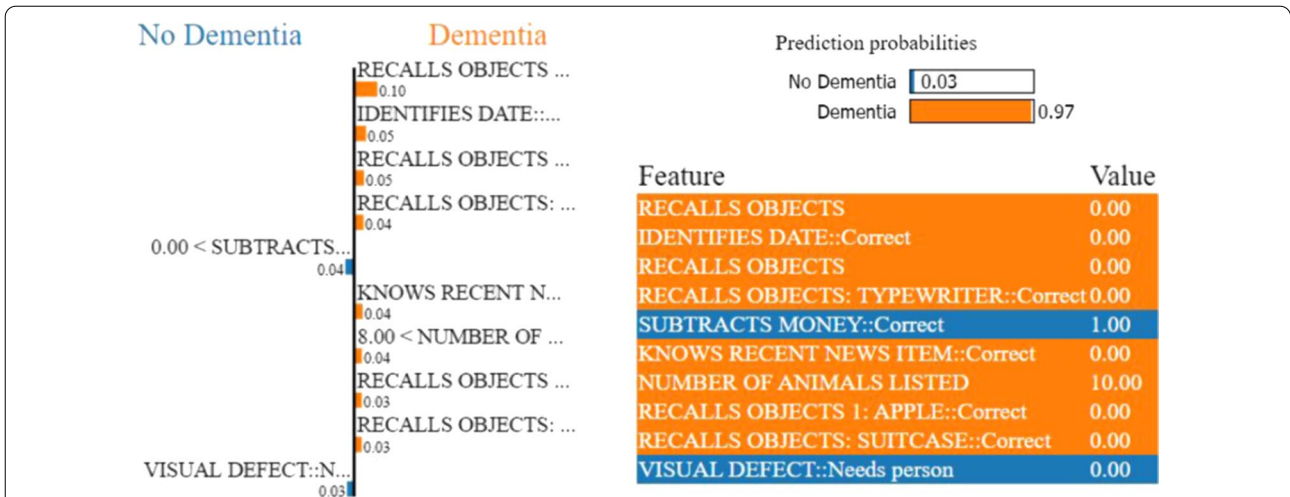 No Dementia
Dementia
RECALLS OBJECTS ...
0.10
IDENTIFIES DATE::...
0.05
RECALLS OBJECTS ...
0.05
RECALLS OBJECTS: ...
0.04
0.00 < SUBTRACTS...
0.04
KNOWS RECENT N...
0.04
8.00 < NUMBER OF ...
0.04
RECALLS OBJECTS ...
0.03
RECALLS OBJECTS: ...
0.03
VISUAL DEFECT::N...
0.03
Prediction probabilities
No Dementia 0.03
Dementia 0.97
Feature Value
RECALLS OBJECTS 0.00
IDENTIFIES DATE::Correct 0.00
RECALLS OBJECTS 0.00
RECALLS OBJECTS: TYPEWRITER::Correct 0.00
SUBTRACTS MONEY::Correct 1.00
KNOWS RECENT NEWS ITEM::Correct 0.00
NUMBER OF ANIMALS LISTED 10.00
RECALLS OBJECTS 1: APPLE::Correct 0.00
RECALLS OBJECTS: SUITCASE::Correct 0.00
VISUAL DEFECT::Needs person 0.00